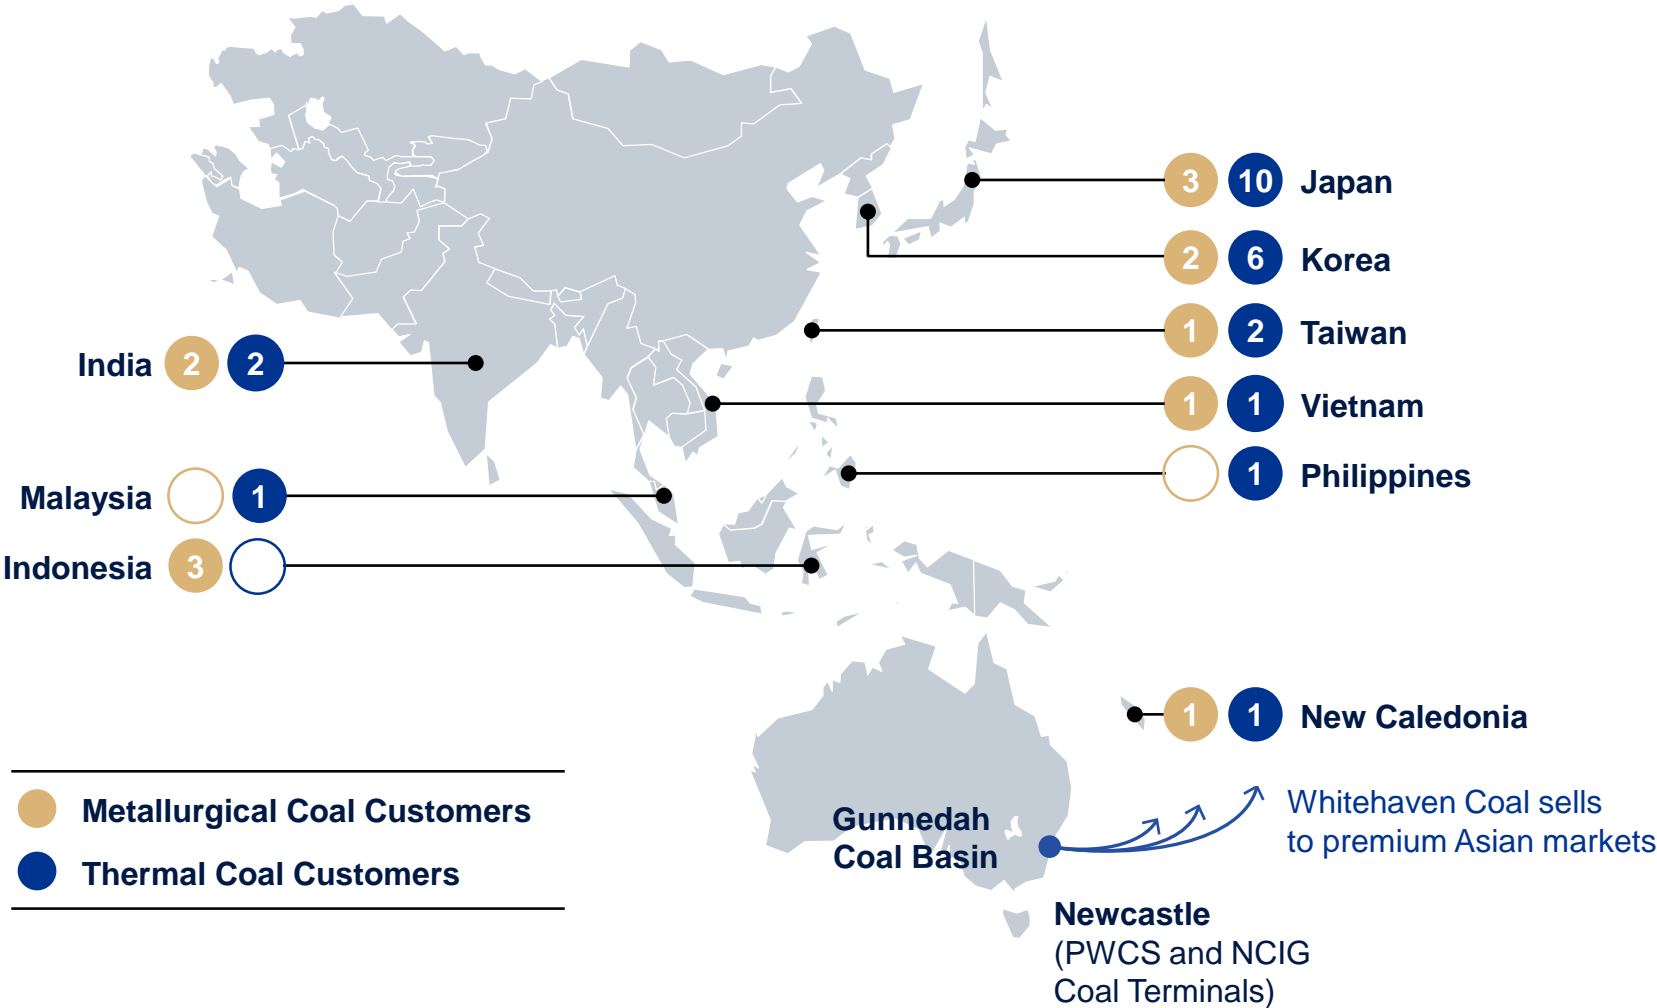 3 10 Japan
2 6 Korea
1 2 Taiwan
India 2 2
1 1 Vietnam
1 Philippines
Malaysia 1
Indonesia 3
1 1 New Caledonia
Metallurgical Coal Customers
Thermal Coal Customers
Gunnedah
Coal Basin
Whitehaven Coal sells
to premium Asian markets
Newcastle
(PWCS and NCIG
Coal Terminals)